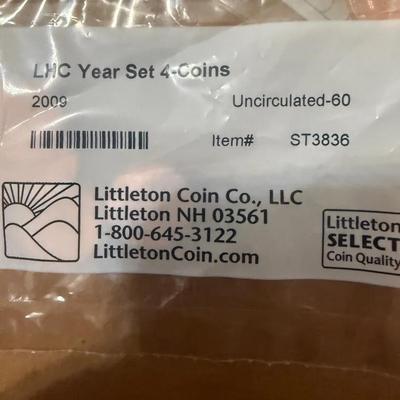 LHC Year Set 4-Coins
2009 Uncirculated-60
Item# ST3836
Littleton Coin Co., LLC
Littleton NH 03561
1-800-645-3122
LittletonCoin.com
Littleton
SELECT
Coin Quality